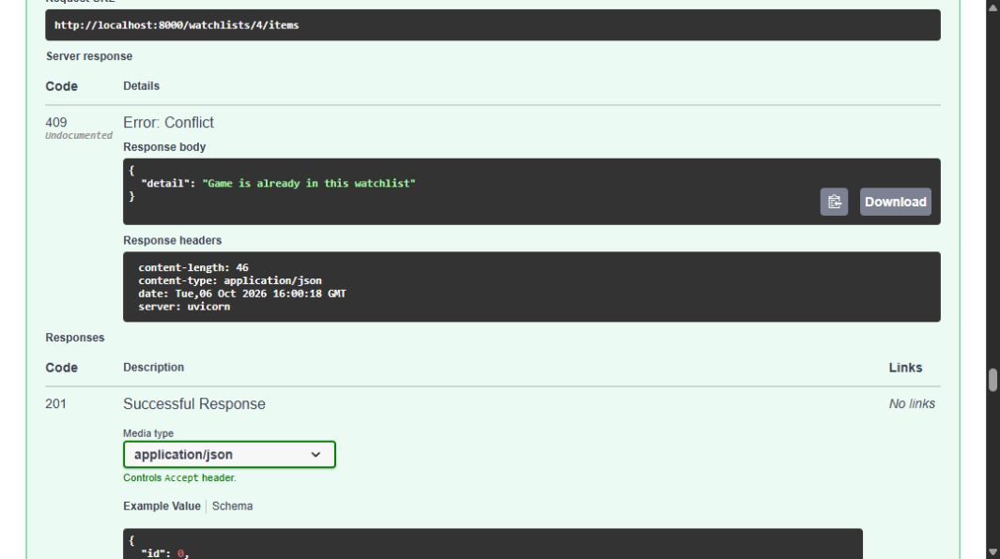 Request URL
http://localhost:8000/watchlists/4/items
Server response
Code Details
409 Error: Conflict
Undocumented
Response body
{
"detail": "Game is already in this watchlist"
}
Download
Response headers
content-length: 46
content-type: application/json
date: Tue,06 Oct 2026 16:00:18 GMT
server: uvicorn
Responses
Code Description Links
201 Successful Response No links
Media type
application/json
Controls Accept header.
Example Value Schema
{
"id": 0,